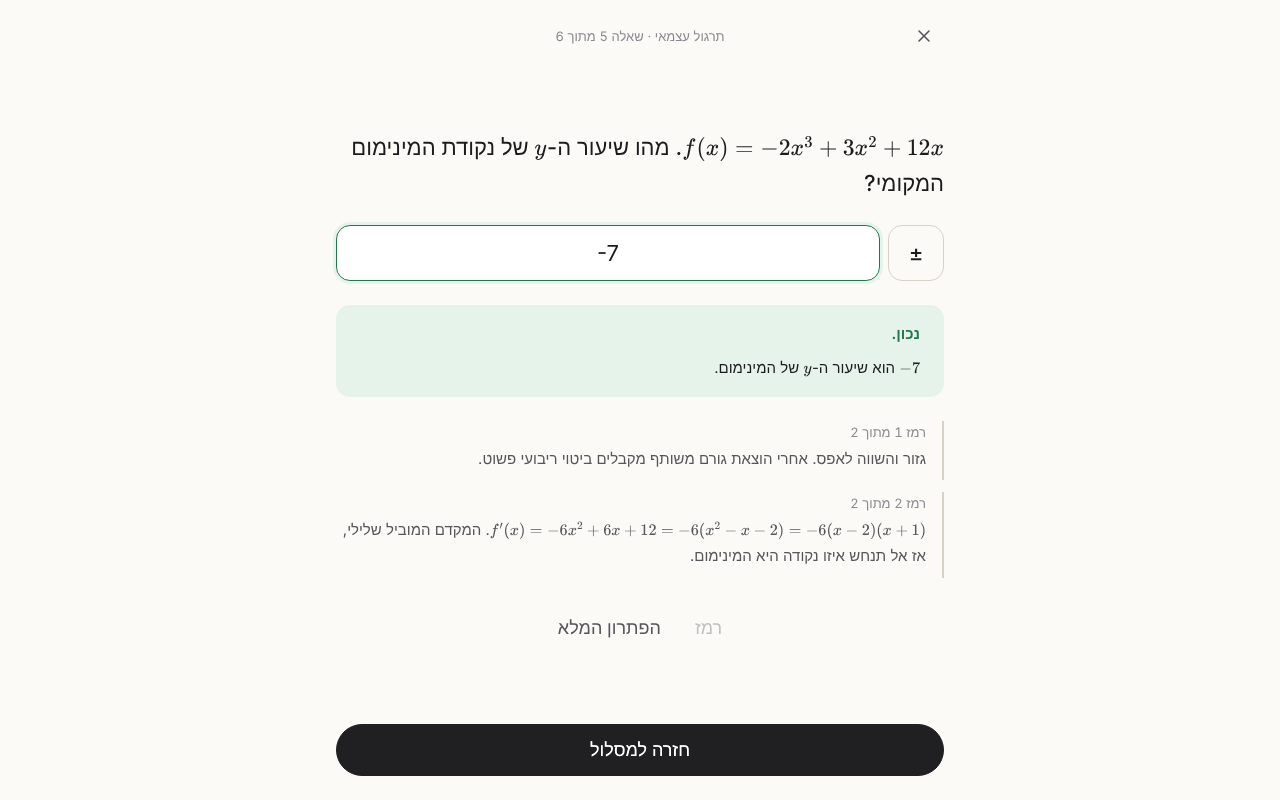 תרגול עצמאי · שאלה 5 מתוך 6
×
f(x) = −2x³ + 3x² + 12x. מהו שיעור ה-y של נקודת המינימום
המקומי?
±
-7
נכון.
−7 הוא שיעור ה-y של המינימום.
רמז 1 מתוך 2
גזור והשווה לאפס. אחרי הוצאת גורם משותף מקבלים ביטוי ריבועי פשוט.
רמז 2 מתוך 2
f′(x) = −6x² + 6x + 12 = −6(x² − x − 2) = −6(x − 2)(x + 1). המקדם המוביל שלילי,
אז אל תנחש איזו נקודה היא המינימום.
רמז
הפתרון המלא
חזרה למסלול